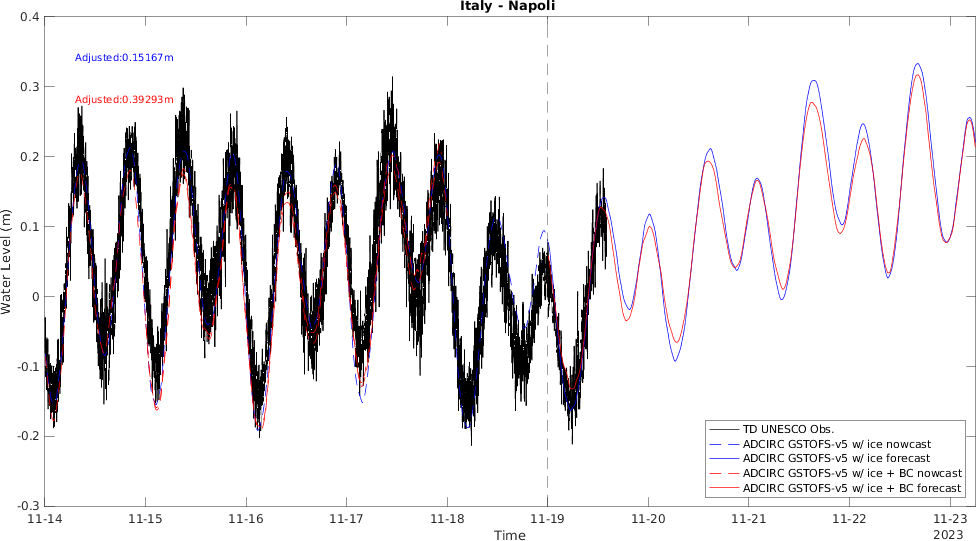 Italy - Napoli
Adjusted:0.15167m
Adjusted:0.39293m
Water Level (m)
0.4
0.3
0.2
0.1
0
-0.1
-0.2
-0.3
TD UNESCO Obs.
ADCIRC GSTOFS-v5 w/ ice nowcast
ADCIRC GSTOFS-v5 w/ ice forecast
ADCIRC GSTOFS-v5 w/ ice + BC nowcast
ADCIRC GSTOFS-v5 w/ ice + BC forecast
11-14 11-15 11-16 11-17 11-18 11-19 11-20 11-21 11-22 11-23
Time
2023